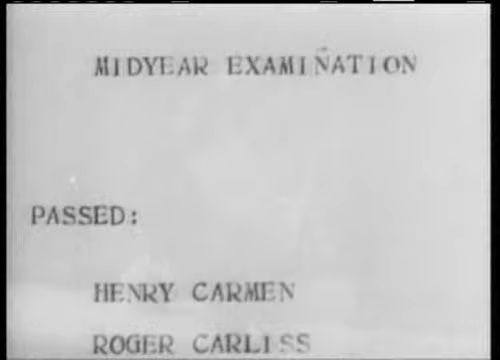 MIDYEAR EXAMINATION
PASSED:
HENRY CARMEN
ROGER CARLISS